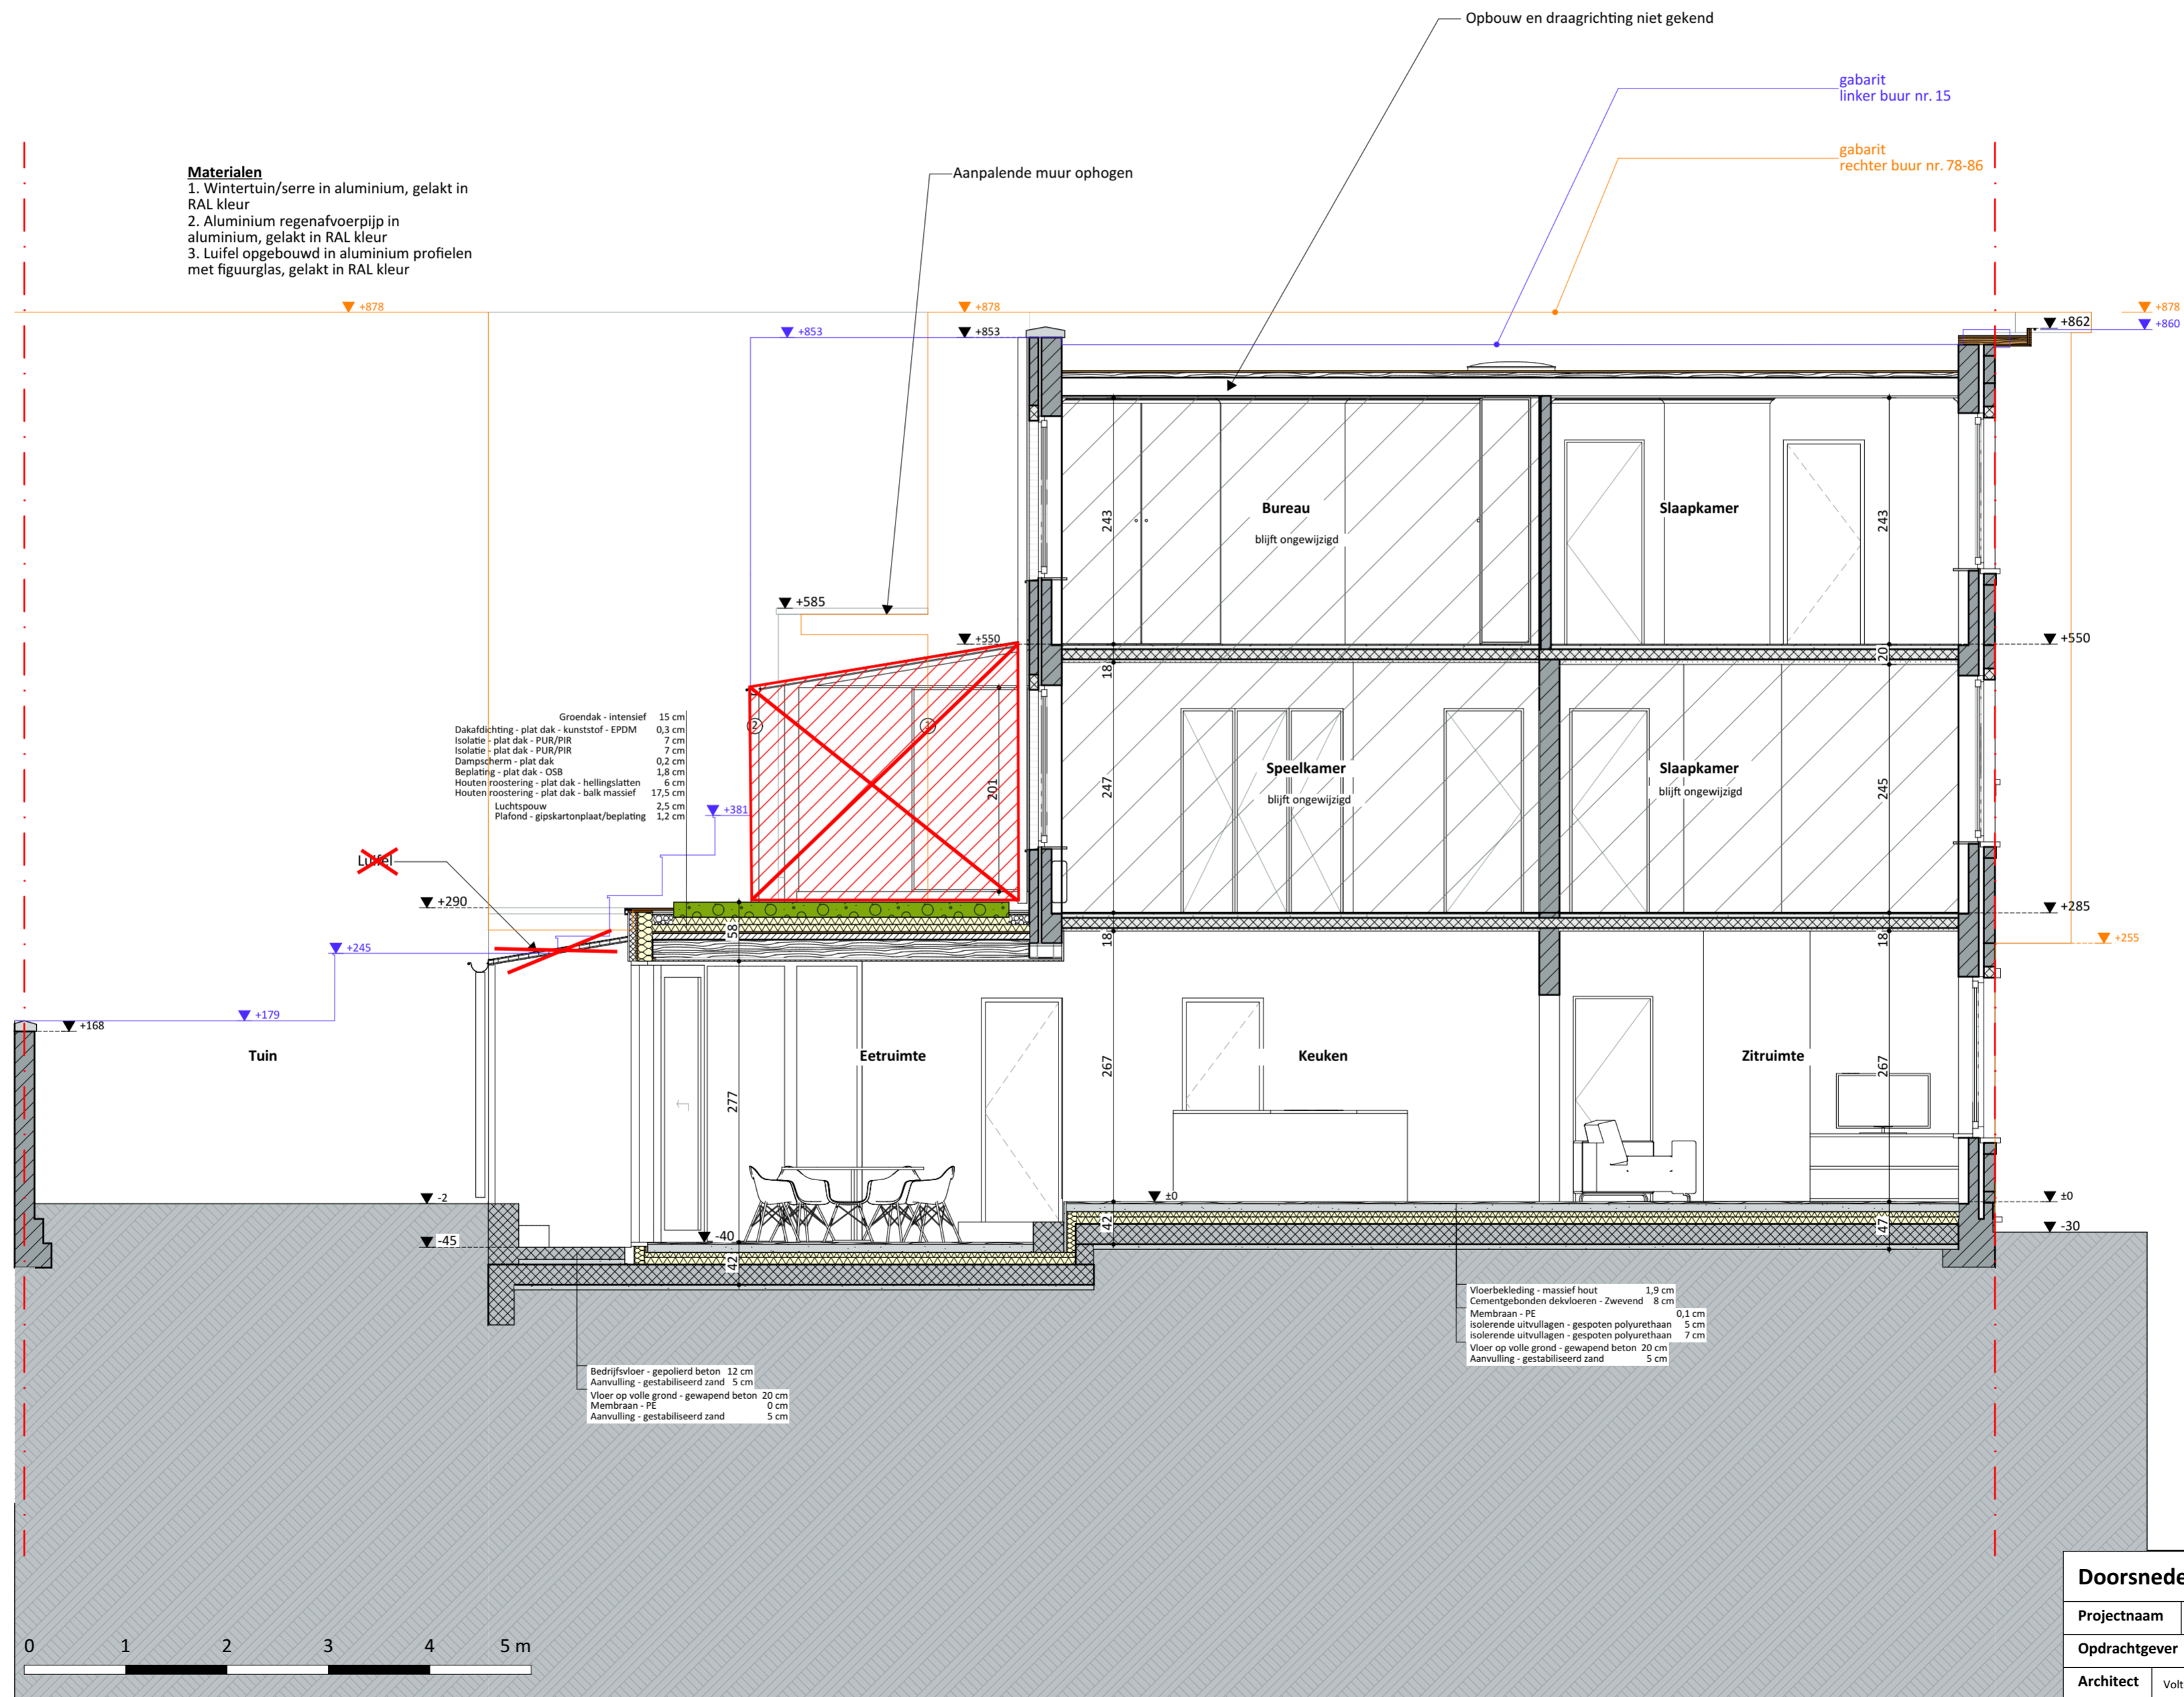 Opbouw en draagrichting niet gekend
gabarit
linker buur nr. 15
gabarit
rechter buur nr. 78-86
Materialen
1. Wintertuin/serre in aluminium, gelakt in
RAL kleur
2. Aluminium regenafvoerpijp in
aluminium, gelakt in RAL kleur
3. Luifel opgebouwd in aluminium profielen
met figuurglas, gelakt in RAL kleur
Aanpalende muur ophogen
+878
+878
+878
+853
+853
+862
+860
243
Bureau
blijft ongewijzigd
Slaapkamer
243
+585
+550
+550
18
20
Groendak - intensief 15 cm
Dakafdichting - plat dak - kunststof - EPDM 0,3 cm
Isolatie - plat dak - PUR/PIR 7 cm
Isolatie - plat dak - PUR/PIR 7 cm
Dampscherm - plat dak 0,2 cm
Beplating - plat dak - OSB 1,8 cm
Houten roostering - plat dak - hellingslatten 6 cm
Houten roostering - plat dak - balk massief 17,5 cm
Luchtspouw 2,5 cm
Plafond - gipskartonplaat/beplating 1,2 cm
2
1
201
247
Speelkamer
blijft ongewijzigd
Slaapkamer
blijft ongewijzigd
245
+381
Luifel
+290
+285
58
18
18
+245
+255
+179
+168
Tuin
Eetruimte
Keuken
Zitruimte
277
267
267
-2
±0
±0
-45
-40
-30
42
42
47
Vloerbekleding - massief hout 1,9 cm
Cementgebonden dekvloeren - Zwevend 8 cm
Membraan - PE 0,1 cm
isolerende uitvullagen - gespoten polyurethaan 5 cm
isolerende uitvullagen - gespoten polyurethaan 7 cm
Vloer op volle grond - gewapend beton 20 cm
Aanvulling - gestabiliseerd zand 5 cm
Bedrijfsvloer - gepolierd beton 12 cm
Aanvulling - gestabiliseerd zand 5 cm
Vloer op volle grond - gewapend beton 20 cm
Membraan - PE 0 cm
Aanvulling - gestabiliseerd zand 5 cm
0 1 2 3 4 5 m
Doorsnede
Projectnaam
Opdrachtgever
Architect Volt